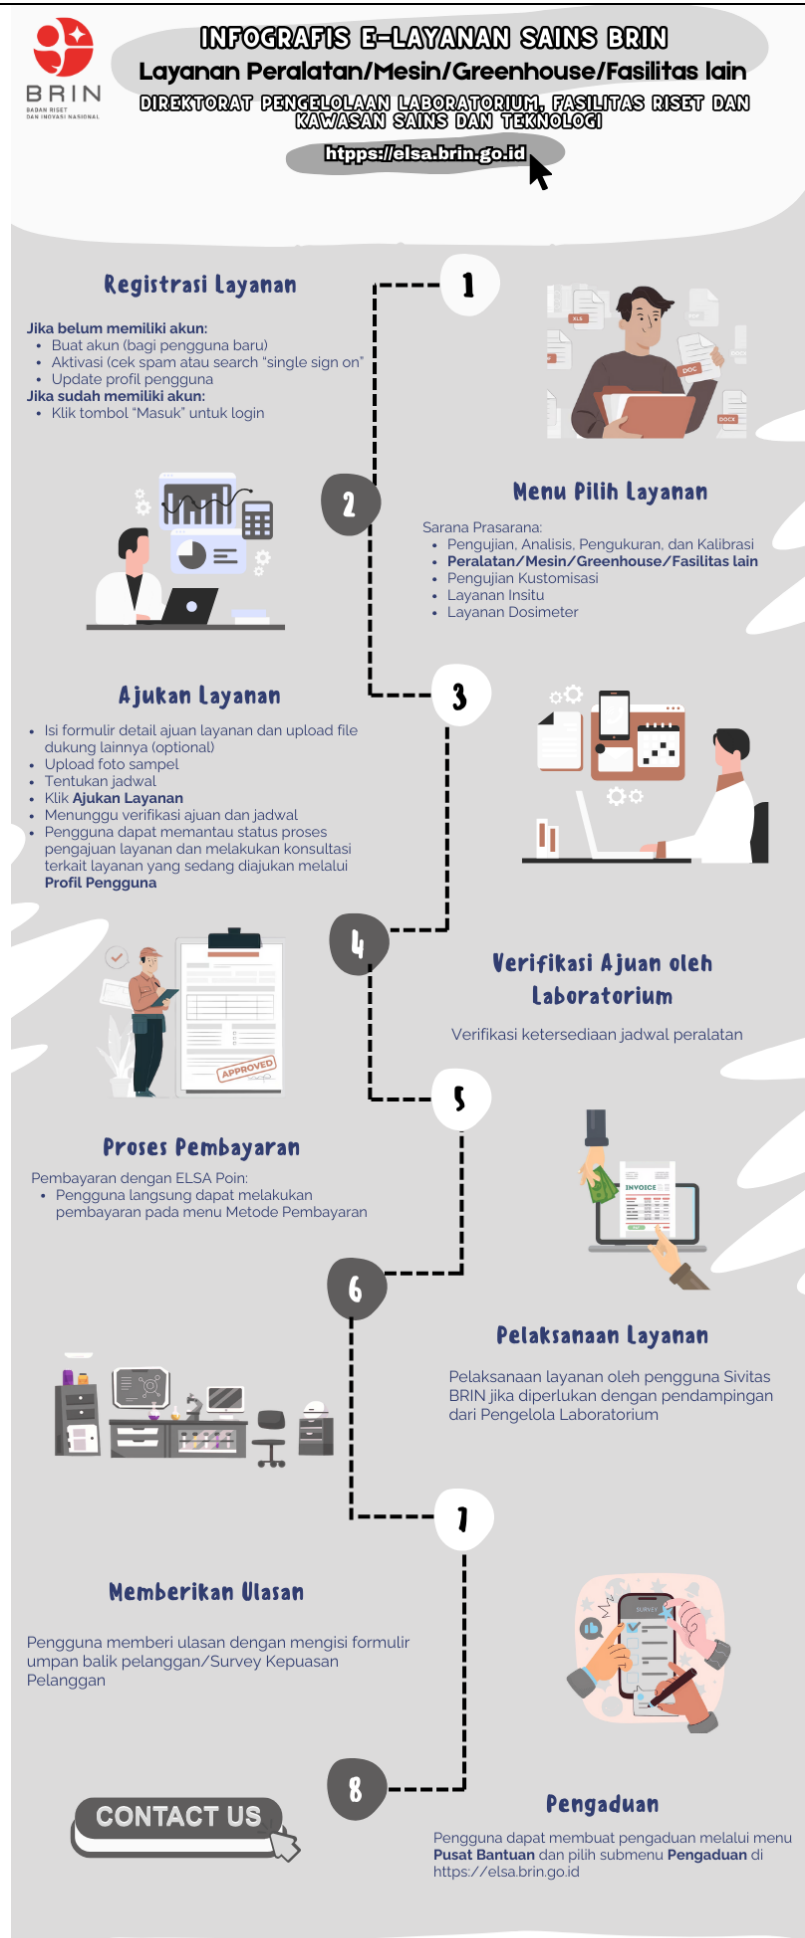 BRIN
BADAN RISET
DAN INOVASI NASIONAL
INFOGRAFIS E-LAYANAN SAINS BRIN
Layanan Peralatan/Mesin/Greenhouse/Fasilitas lain
DIREKTORAT PENGELOLAAN LABORATORIUM, FASILITAS RISET DAN
KAWASAN SAINS DAN TEKNOLOGI
htpps://elsa.brin.go.id
1
Registrasi Layanan
Jika belum memiliki akun:
• Buat akun (bagi pengguna baru)
• Aktivasi (cek spam atau search “single sign on”
• Update profil pengguna
Jika sudah memiliki akun:
• Klik tombol “Masuk” untuk login
XLS
DOC
DOCX
2
Menu Pilih Layanan
Sarana Prasarana:
• Pengujian, Analisis, Pengukuran, dan Kalibrasi
• Peralatan/Mesin/Greenhouse/Fasilitas lain
• Pengujian Kustomisasi
• Layanan Insitu
• Layanan Dosimeter
3
Ajukan Layanan
• Isi formulir detail ajuan layanan dan upload file
dukung lainnya (optional)
• Upload foto sampel
• Tentukan jadwal
• Klik Ajukan Layanan
• Menunggu verifikasi ajuan dan jadwal
• Pengguna dapat memantau status proses
pengajuan layanan dan melakukan konsultasi
terkait layanan yang sedang diajukan melalui
Profil Pengguna
4
Verifikasi Ajuan oleh
Laboratorium
Verifikasi ketersediaan jadwal peralatan
APPROVED
5
Proses Pembayaran
Pembayaran dengan ELSA Poin:
• Pengguna langsung dapat melakukan
pembayaran pada menu Metode Pembayaran
INVOICE
6
Pelaksanaan Layanan
Pelaksanaan layanan oleh pengguna Sivitas
BRIN jika diperlukan dengan pendampingan
dari Pengelola Laboratorium
7
Memberikan Ulasan
Pengguna memberi ulasan dengan mengisi formulir
umpan balik pelanggan/Survey Kepuasan
Pelanggan
SURVEY
8
CONTACT US
Pengaduan
Pengguna dapat membuat pengaduan melalui menu
Pusat Bantuan dan pilih submenu Pengaduan di
https://elsa.brin.go.id